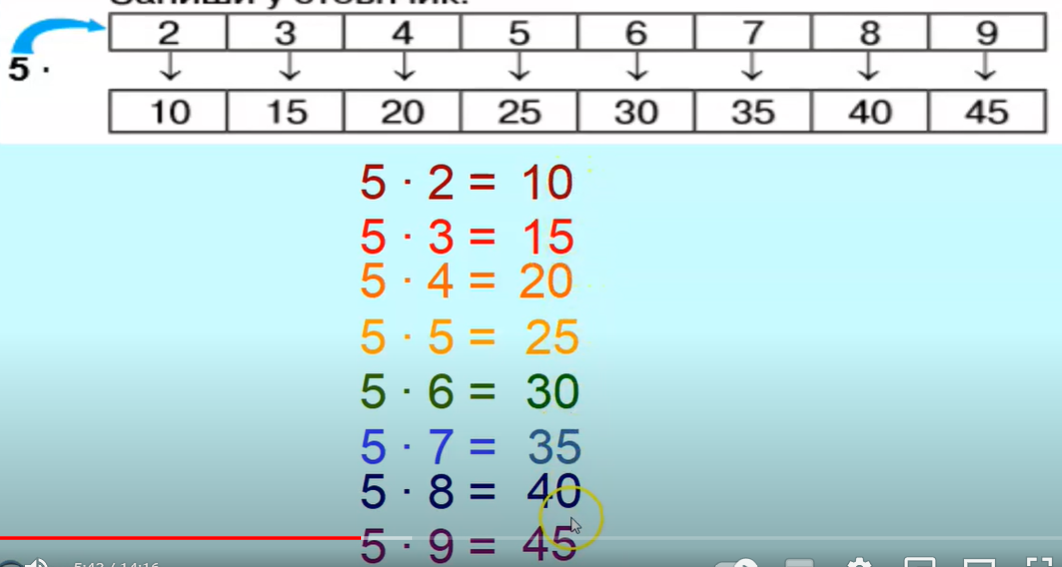 2 3 4 5 6 7 8 9
5 ·
10 15 20 25 30 35 40 45
5 · 2 = 10
5 · 3 = 15
5 · 4 = 20
5 · 5 = 25
5 · 6 = 30
5 · 7 = 35
5 · 8 = 40
5 · 9 = 45